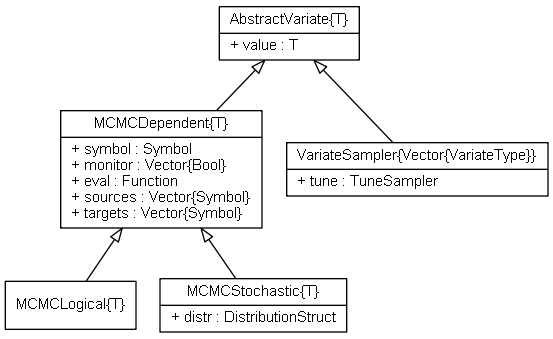 AbstractVariate{T}
+ value : T
MCMCDependent{T}
+ symbol : Symbol
+ monitor : Vector{Bool}
+ eval : Function
+ sources : Vector{Symbol}
+ targets : Vector{Symbol}
VariateSampler{Vector{VariateType}}
+ tune : TuneSampler
MCMCLogical{T}
MCMCStochastic{T}
+ distr : DistributionStruct